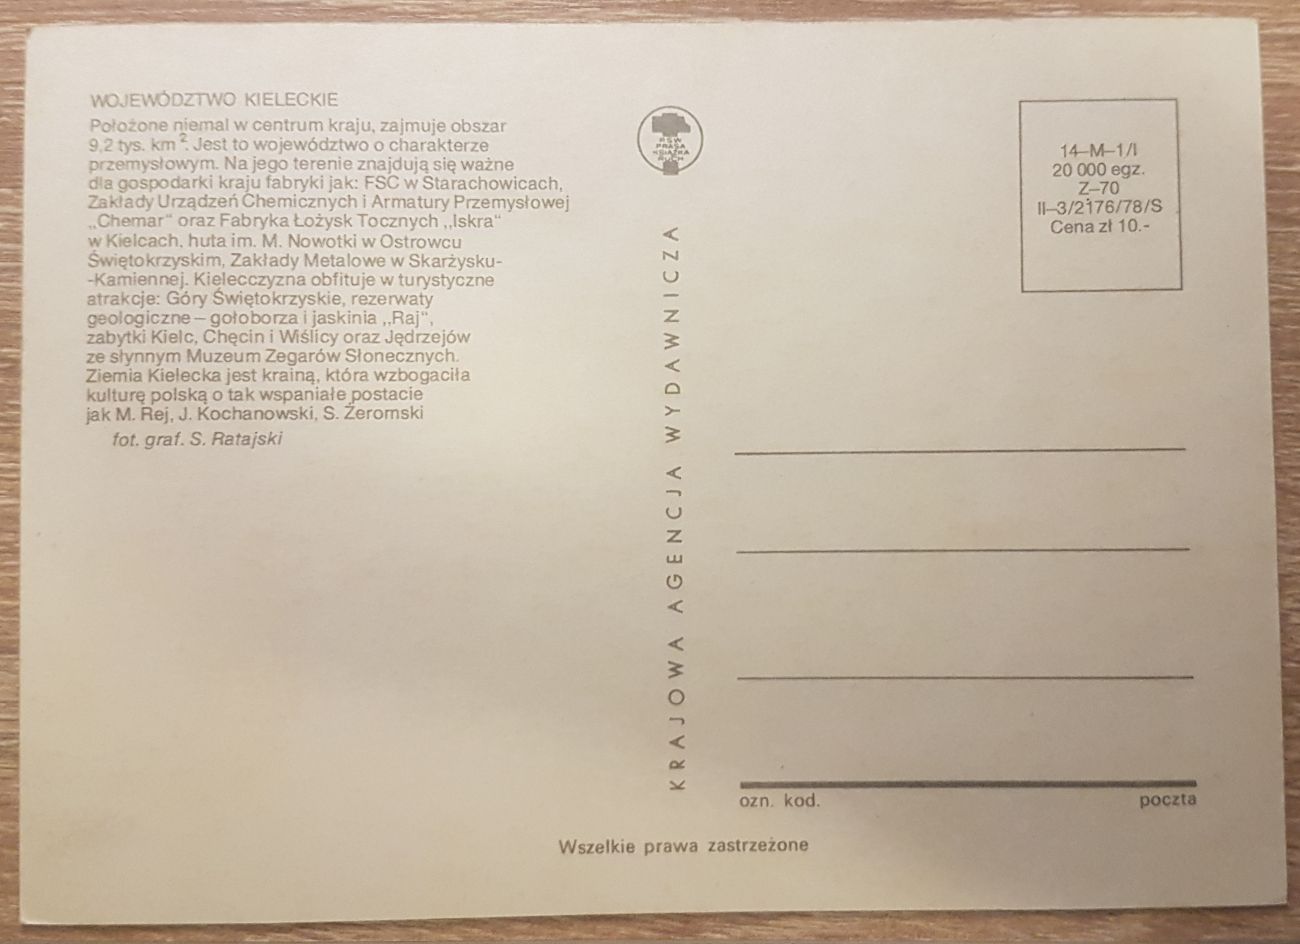 WOJEWÓDZTWO KIELECKIE
Położone niemal w centrum kraju, zajmuje obszar
9,2 tys. km². Jest to województwo o charakterze
przemysłowym. Na jego terenie znajdują się ważne
dla gospodarki kraju fabryki jak: FSC w Starachowicach,
Zakłady Urządzeń Chemicznych i Armatury Przemysłowej
„Chemar“ oraz Fabryka Łożysk Tocznych ,,Iskra“
w Kielcach, huta im. M. Nowotki w Ostrowcu
Świętokrzyskim, Zakłady Metalowe w Skarżysku-
-Kamiennej. Kielecczyzna obfituje w turystyczne
atrakcje: Góry Świętokrzyskie, rezerwaty
geologiczne – gołoborza i jaskinia ,,Raj“,
zabytki Kielc, Chęcin i Wiślicy oraz Jędrzejów
ze słynnym Muzeum Zegarów Słonecznych.
Ziemia Kielecka jest krainą, która wzbogaciła
kulturę polską o tak wspaniałe postacie
jak M. Rej, J. Kochanowski, S. Żeromski
fot. graf. S. Ratajski
RSW
PRASA
KSIĄŻKA
RUCH
KRAJOWA AGENCJA WYDAWNICZA
14–M–1/I
20 000 egz.
Z–70
II–3/2176/78/S
Cena zł 10.-
ozn. kod.
poczta
Wszelkie prawa zastrzeżone